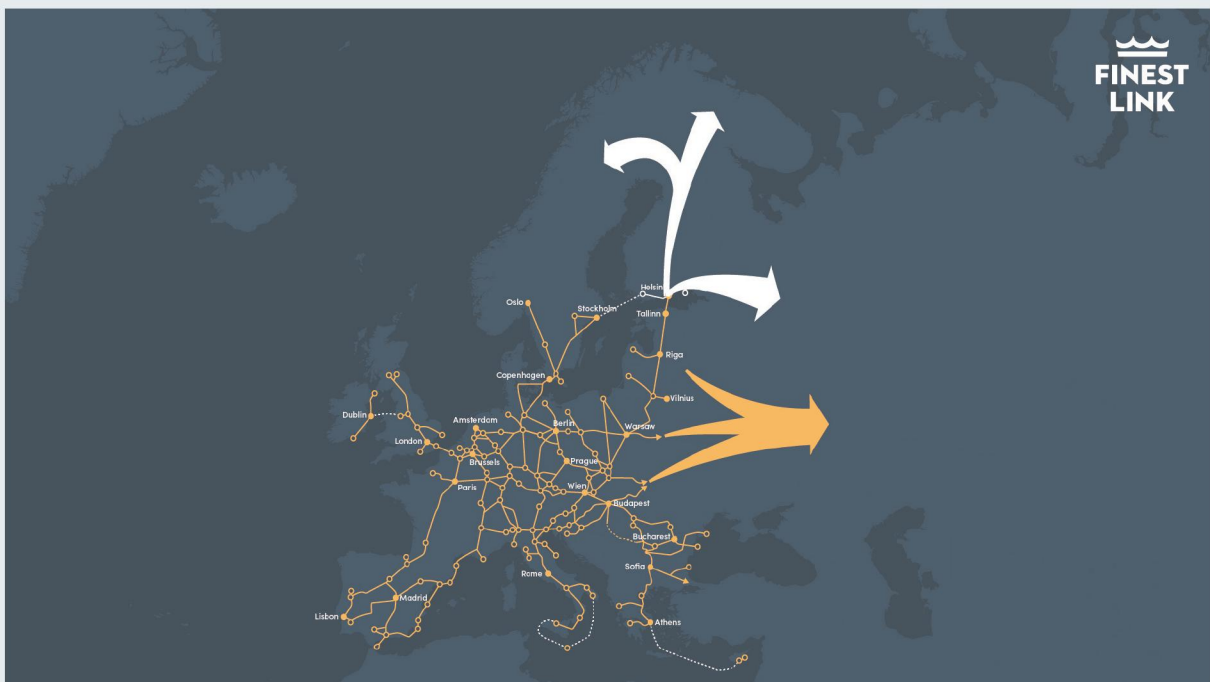 FINEST
LINK
Helsin
Oslo
Stockholm
Tallinn
Riga
Copenhagen
Vilnius
Dublin
Amsterdam
Berlin
Warsaw
London
Brussels
Prague
Paris
Wien
Budapest
Bucharest
Sofia
Rome
Madrid
Lisbon
Athens